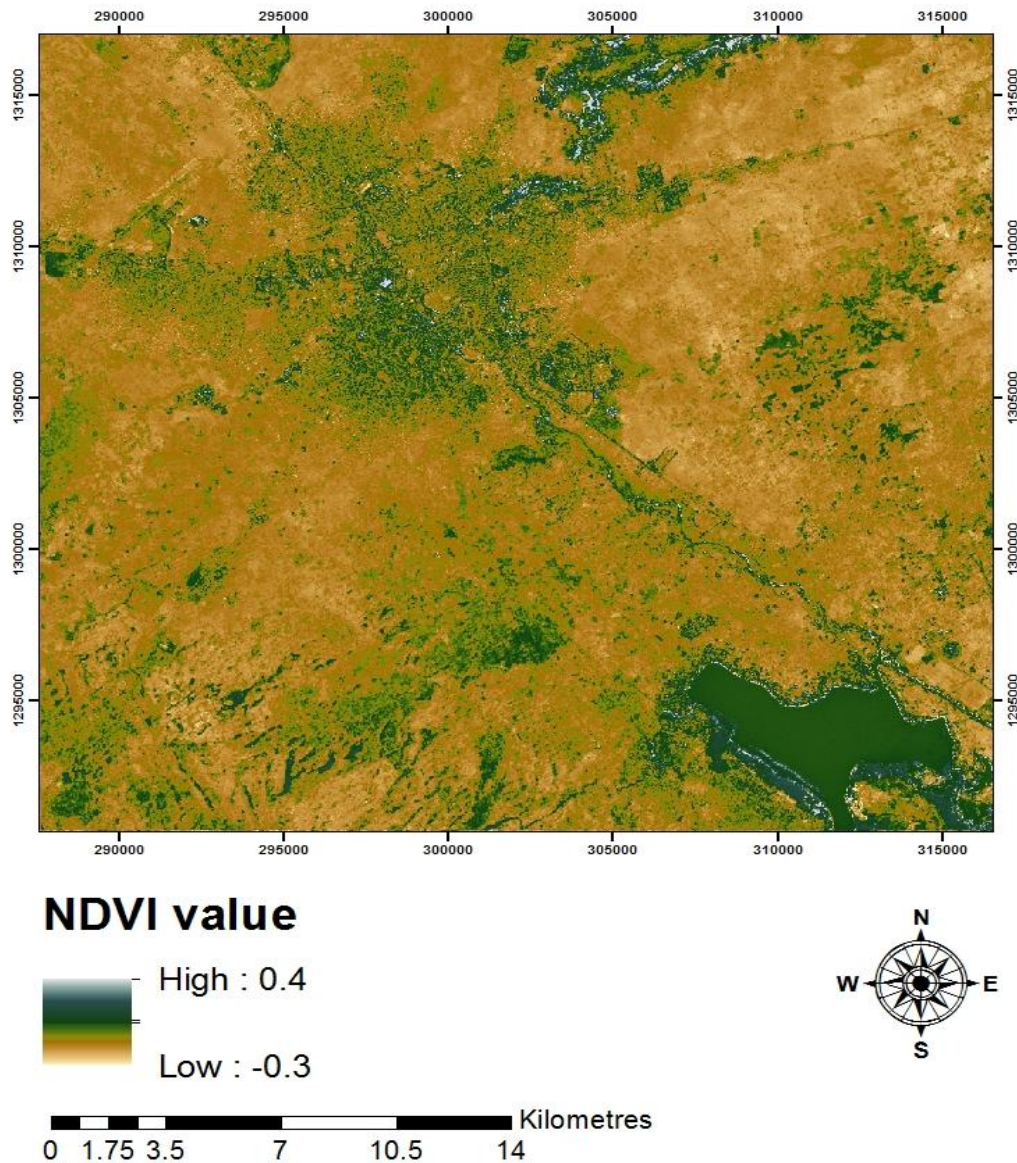 290000 295000 300000 305000 310000 315000
1315000 1315000
1310000 1310000
1305000 1305000
1300000 1300000
1295000 1295000
290000 295000 300000 305000 310000 315000
NDVI value
High : 0.4
Low : -0.3
N
W E
S
Kilometres
0 1.75 3.5 7 10.5 14